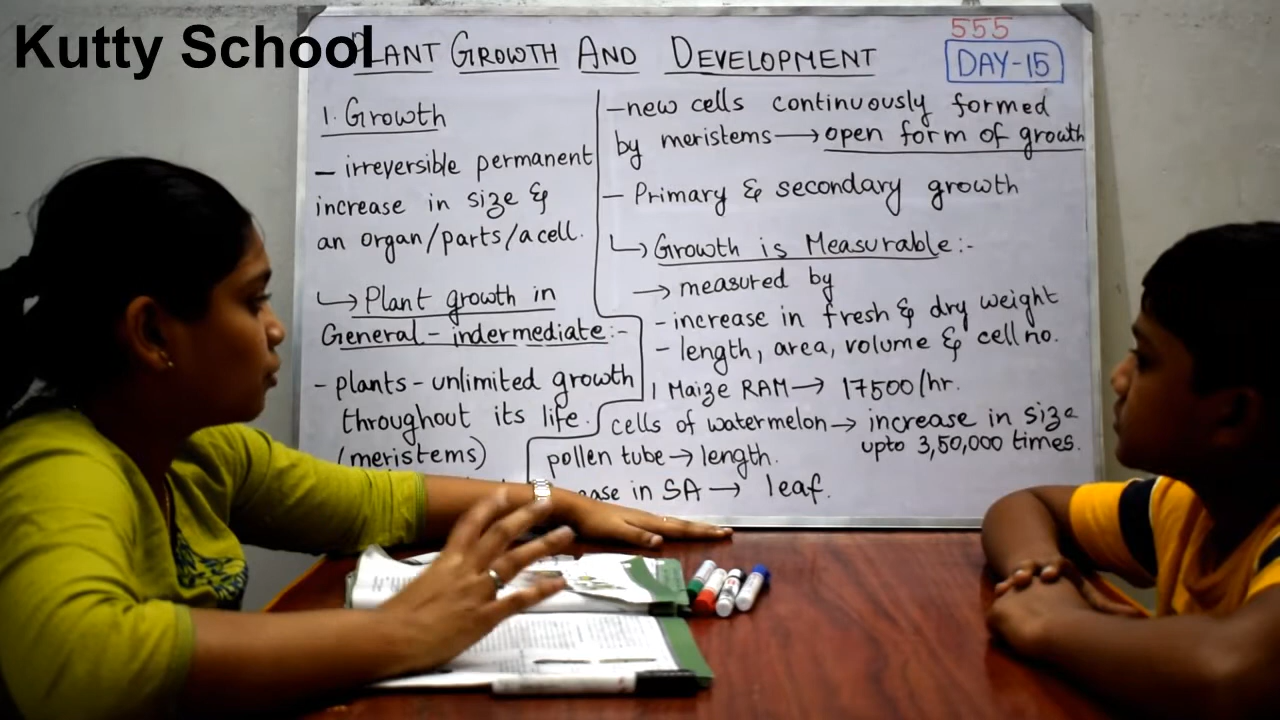 Kutty School
PLANT GROWTH AND DEVELOPMENT
555
DAY-15
1. Growth
- irreversible permanent
increase in size &
an organ/parts/a cell.
↳ Plant growth in
General - indermediate:-
- plants - unlimited growth
throughout its life.
(meristems)
- new cells continuously formed
by meristems → open form of growth
- Primary & secondary growth
↳ Growth is Measurable:-
→ measured by
- increase in fresh & dry weight
- length, area, volume & cell no.
1 Maize RAM → 17500/hr.
cells of watermelon → increase in size
upto 3,50,000 times.
pollen tube → length.
in SA → leaf.